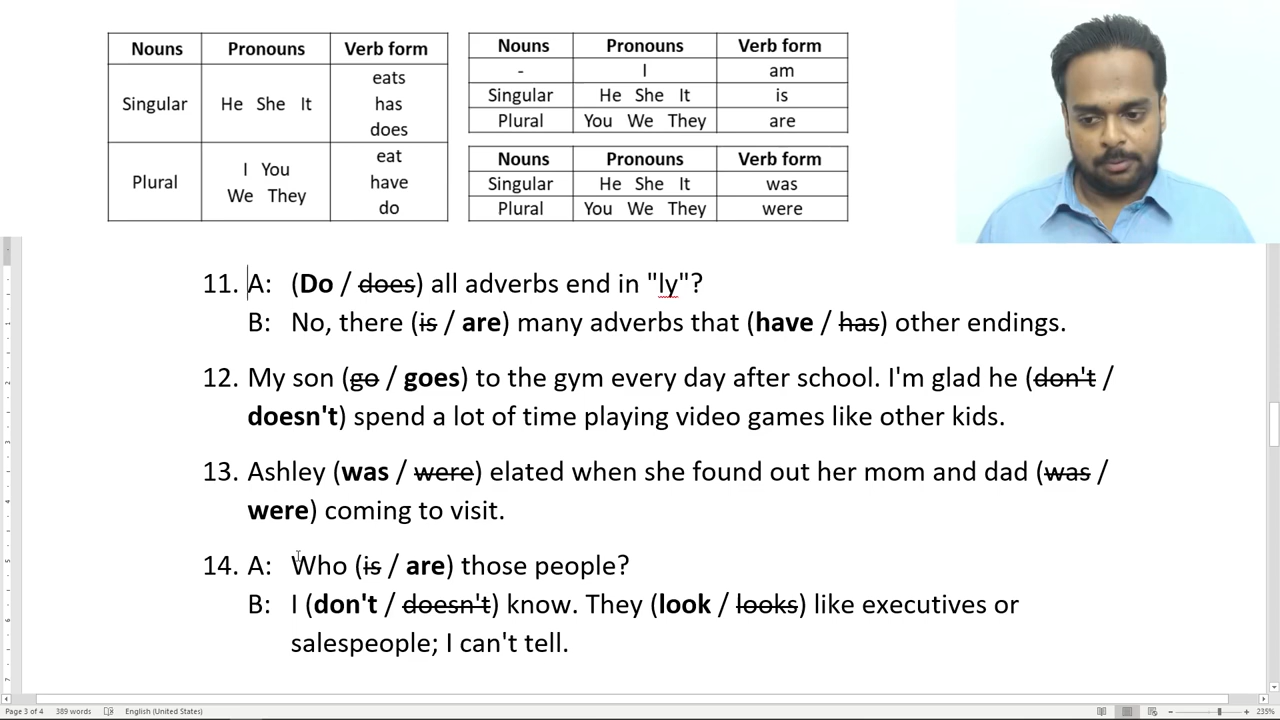 Nouns Pronouns Verb form
Singular He She It eats
has
does
Plural I You
We They eat
have
do
Nouns Pronouns Verb form
- I am
Singular He She It is
Plural You We They are
Nouns Pronouns Verb form
Singular He She It was
Plural You We They were
11. A: (Do / does) all adverbs end in "ly"?
B: No, there (is / are) many adverbs that (have / has) other endings.
12. My son (go / goes) to the gym every day after school. I'm glad he (don't /
doesn't) spend a lot of time playing video games like other kids.
13. Ashley (was / were) elated when she found out her mom and dad (was /
were) coming to visit.
14. A: Who (is / are) those people?
B: I (don't / doesn't) know. They (look / looks) like executives or
salespeople; I can't tell.
Page 3 of 4 389 words English (United States) 235%